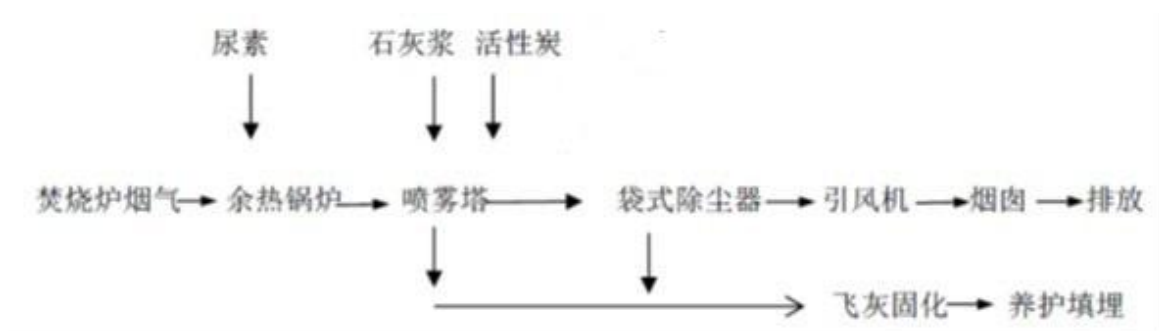 尿素 石灰浆 活性炭
焚烧炉烟气 余热锅炉 喷雾塔 袋式除尘器 引风机 烟囱 排放
飞灰固化 养护填埋